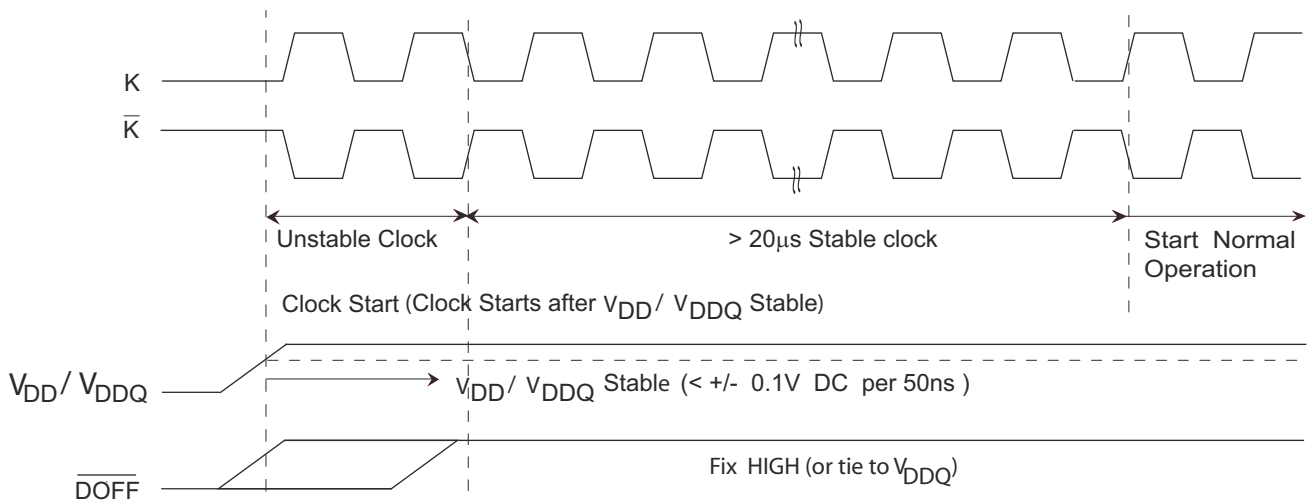 K
K̅
Unstable Clock
> 20μs Stable clock
Start Normal
Operation
Clock Start (Clock Starts after VDD / VDDQ Stable)
VDD / VDDQ
VDD / VDDQ Stable (< +/- 0.1V DC per 50ns )
D̅O̅F̅F̅
Fix HIGH (or tie to VDDQ)